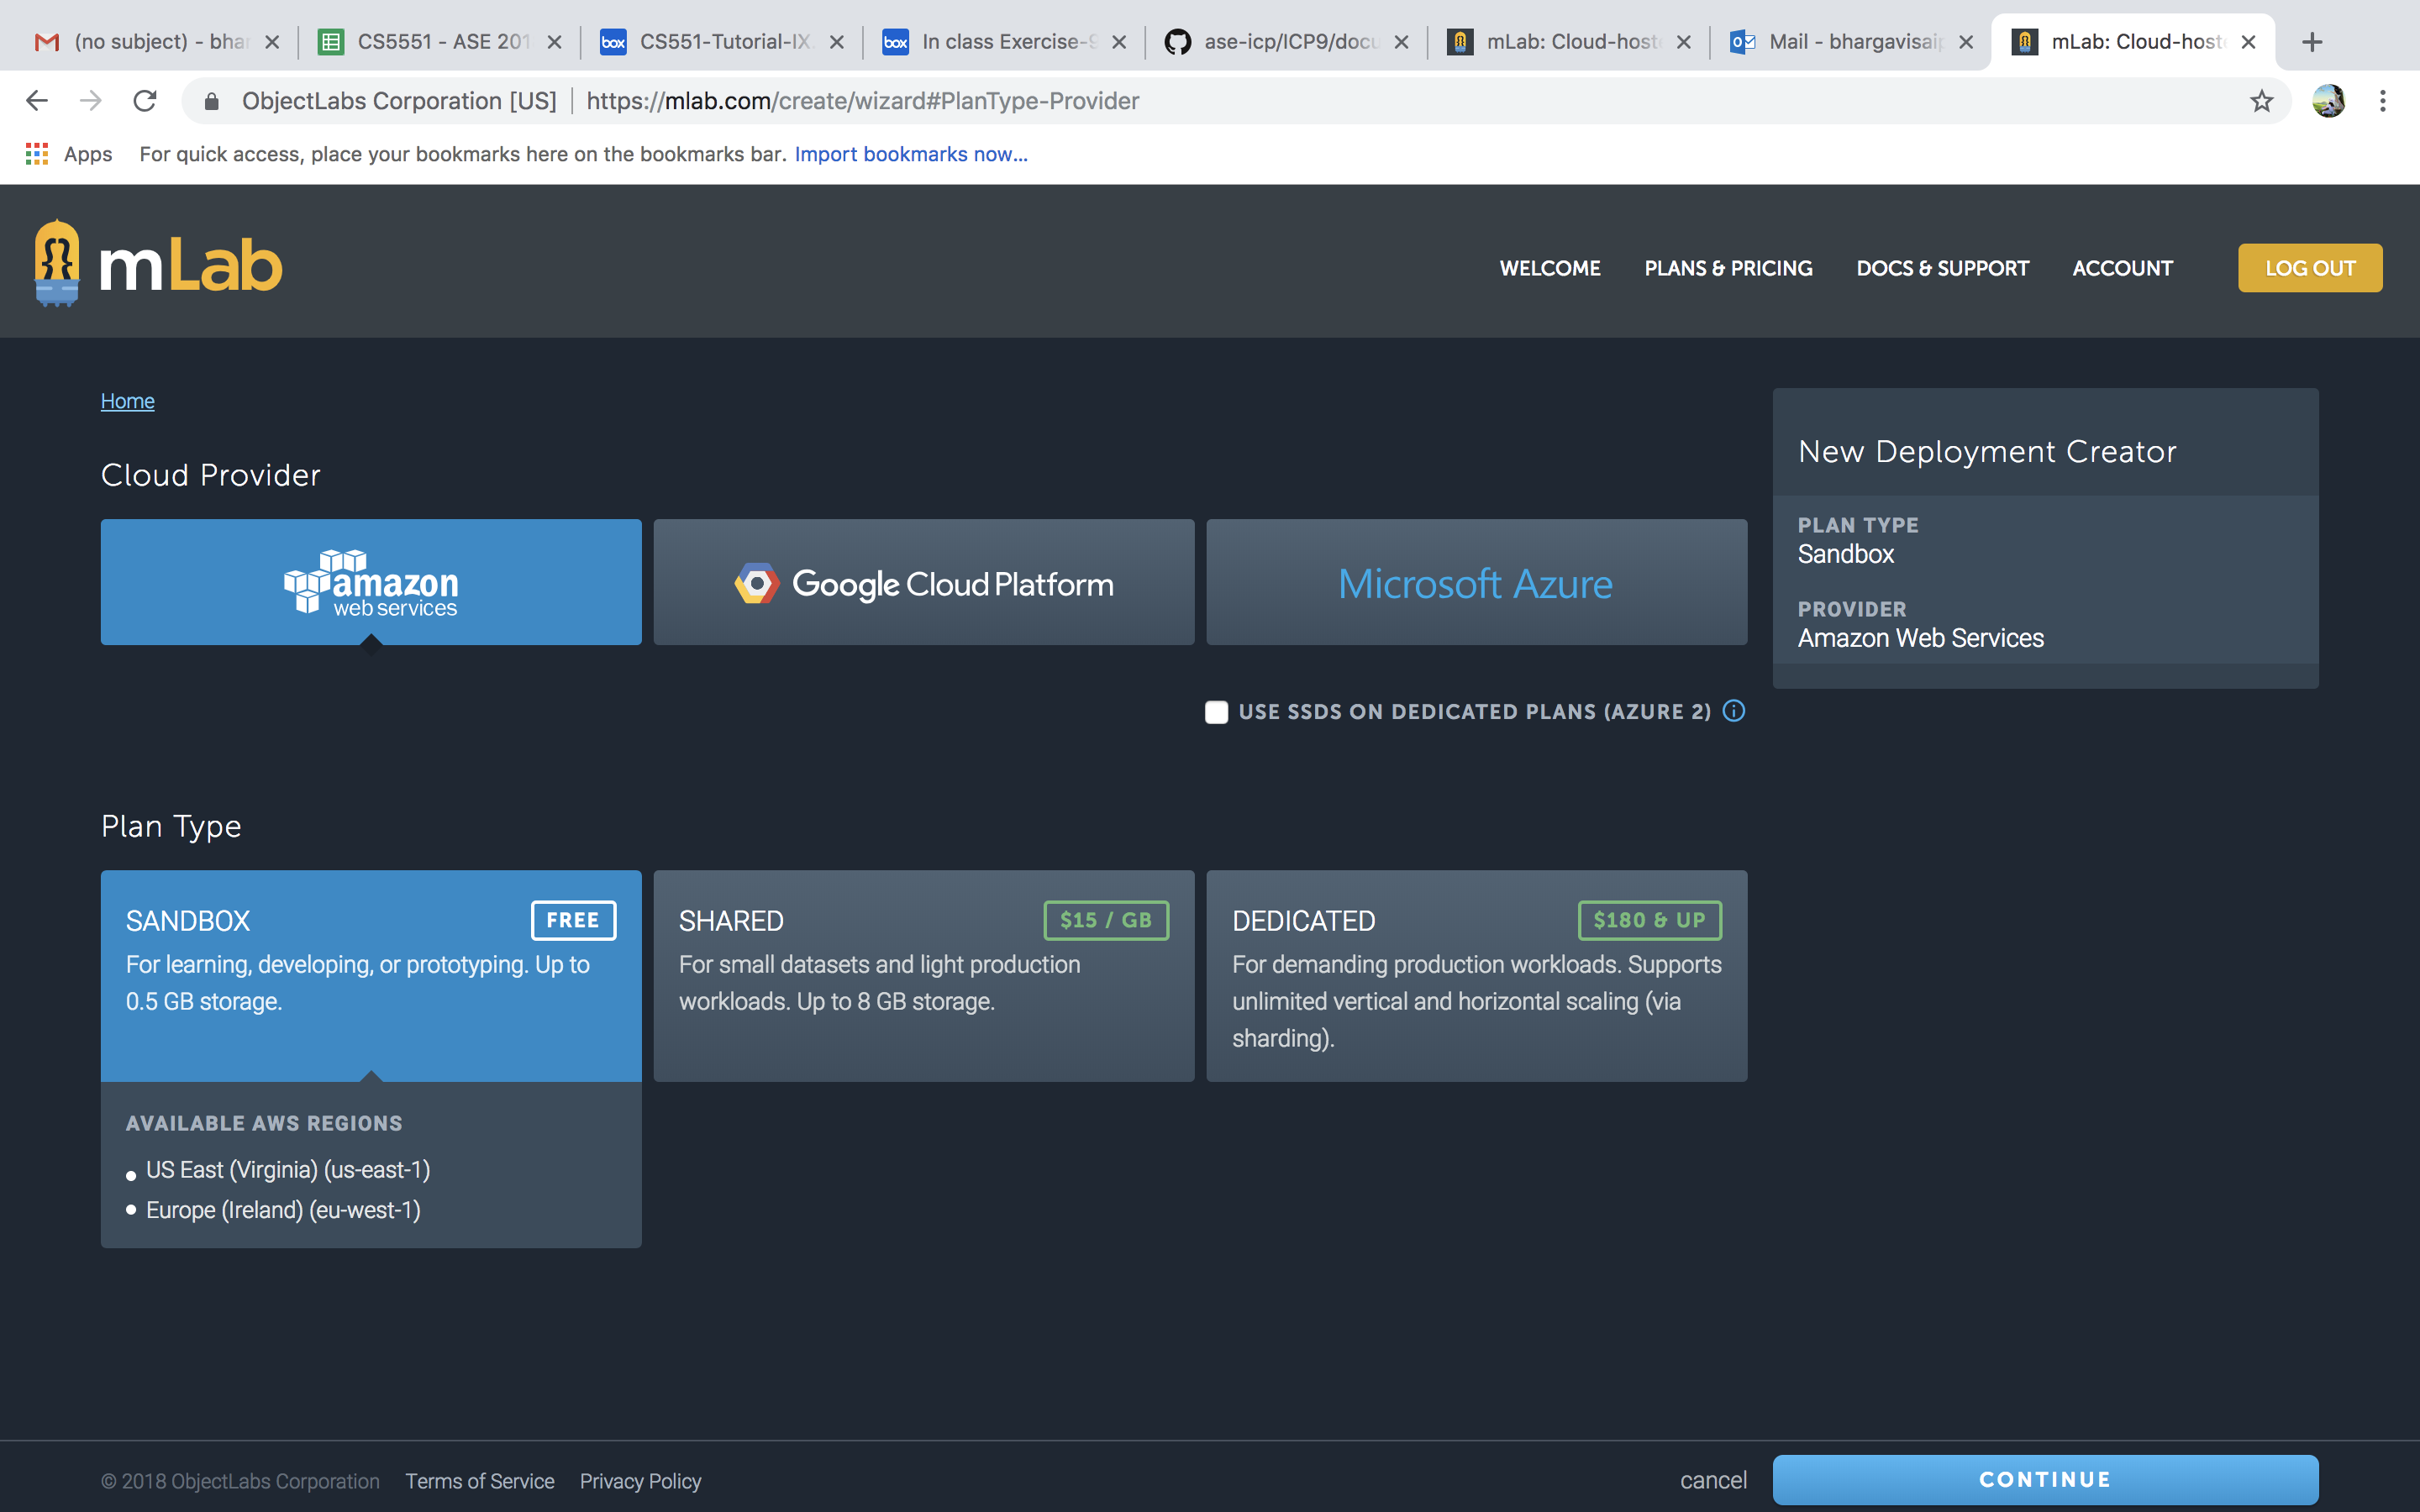 (no subject) - bhar
CS5551 - ASE 201
CS551-Tutorial-IX.
In class Exercise-9
ase-icp/ICP9/docu
mLab: Cloud-host
Mail - bhargavisaip
mLab: Cloud-host
ObjectLabs Corporation [US] | https://mlab.com/create/wizard#PlanType-Provider
Apps For quick access, place your bookmarks here on the bookmarks bar. Import bookmarks now...
{} mLab
WELCOME PLANS & PRICING DOCS & SUPPORT ACCOUNT LOG OUT
Home
Cloud Provider
amazon
web services
Google Cloud Platform
Microsoft Azure
USE SSDS ON DEDICATED PLANS (AZURE 2)
New Deployment Creator
PLAN TYPE
Sandbox
PROVIDER
Amazon Web Services
Plan Type
SANDBOX FREE
For learning, developing, or prototyping. Up to
0.5 GB storage.
SHARED $15 / GB
For small datasets and light production
workloads. Up to 8 GB storage.
DEDICATED $180 & UP
For demanding production workloads. Supports
unlimited vertical and horizontal scaling (via
sharding).
AVAILABLE AWS REGIONS
US East (Virginia) (us-east-1)
Europe (Ireland) (eu-west-1)
© 2018 ObjectLabs Corporation Terms of Service Privacy Policy
cancel CONTINUE